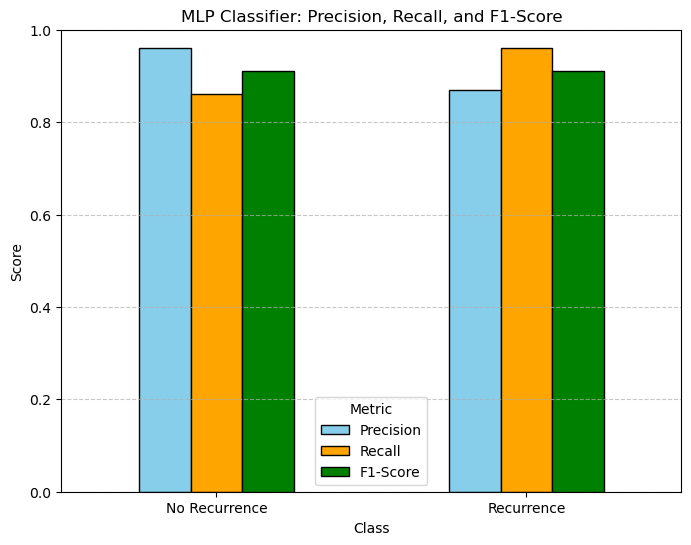 MLP Classifier: Precision, Recall, and F1-Score
1.0
0.8
0.6
0.4
0.2
0.0
Score
Metric
Precision
Recall
F1-Score
No Recurrence
Recurrence
Class